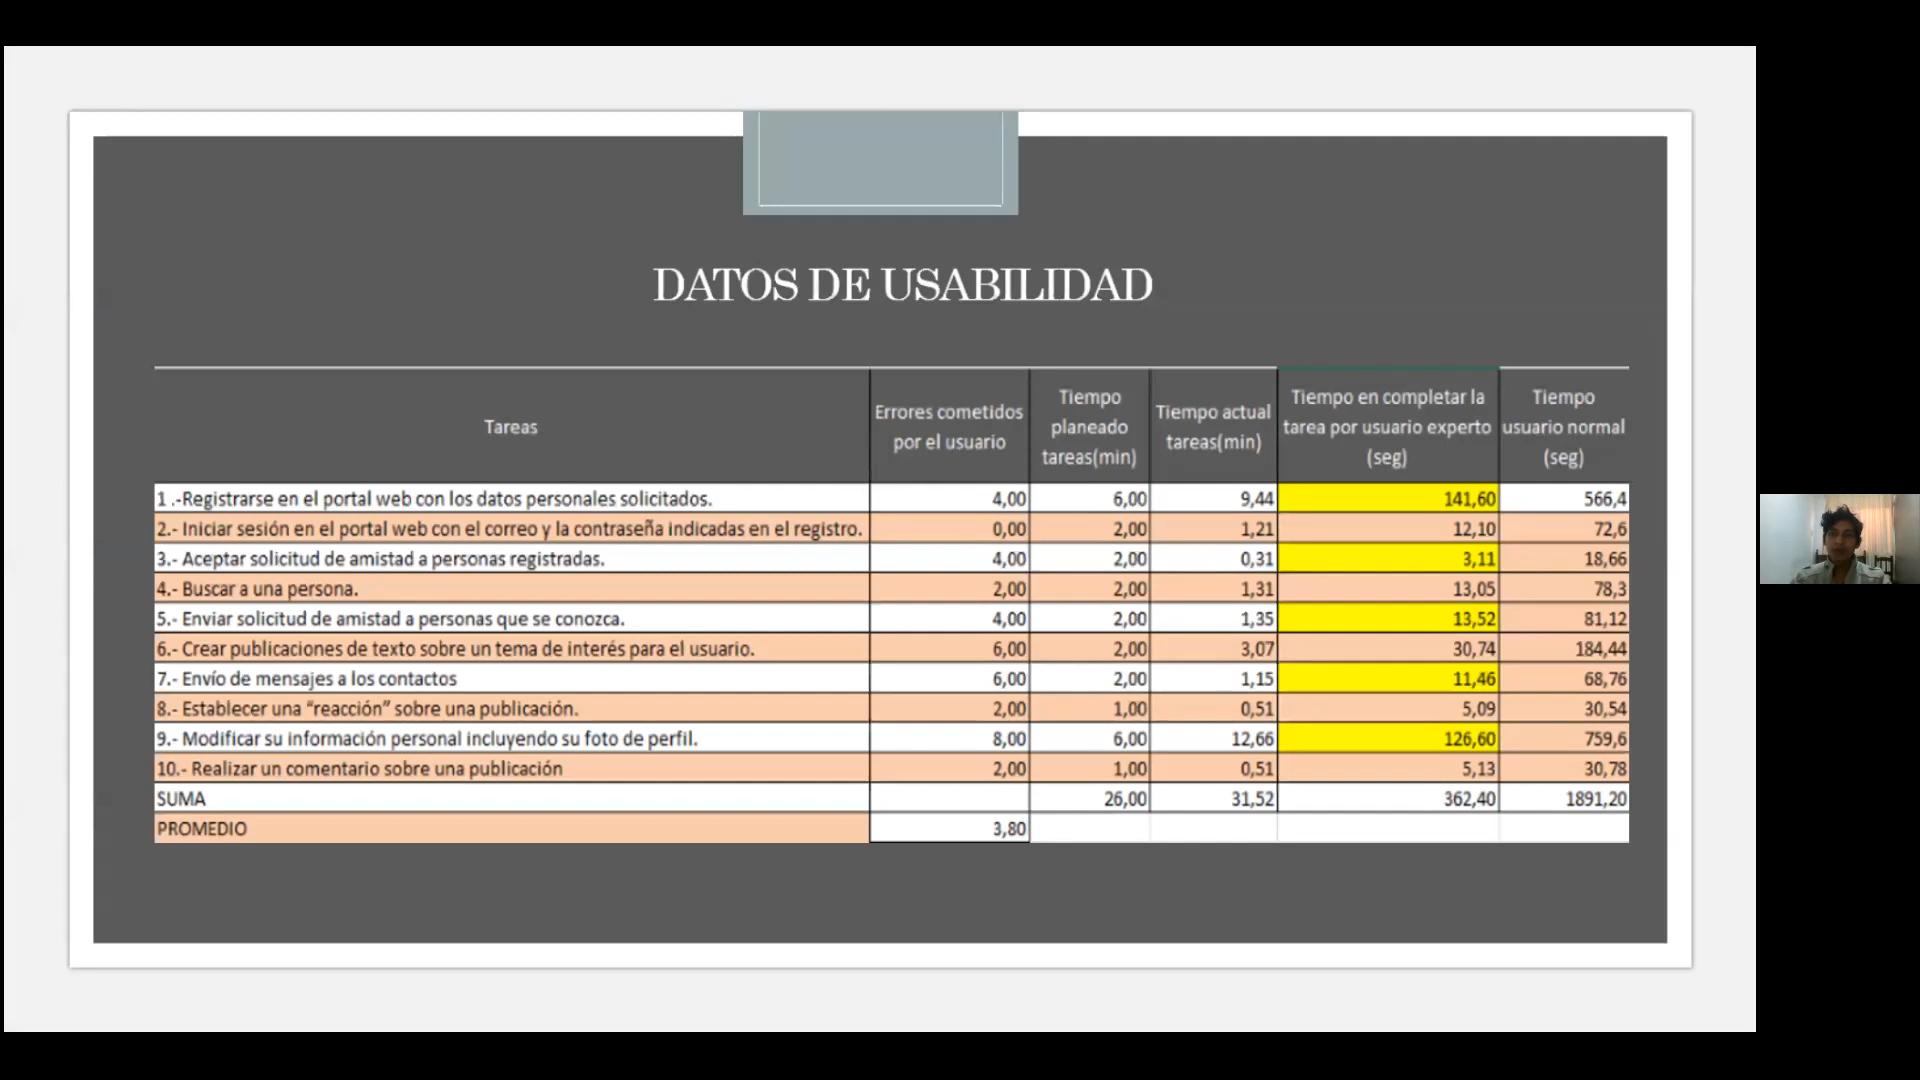 DATOS DE USABILIDAD
Tareas Errores cometidos por el usuario Tiempo planeado tareas(min) Tiempo actual tareas(min) Tiempo en completar la tarea por usuario experto (seg) Tiempo usuario normal (seg)
1 .-Registrarse en el portal web con los datos personales solicitados. 4,00 6,00 9,44 141,60 566,4
2.- Iniciar sesión en el portal web con el correo y la contraseña indicadas en el registro. 0,00 2,00 1,21 12,10 72,6
3.- Aceptar solicitud de amistad a personas registradas. 4,00 2,00 0,31 3,11 18,66
4.- Buscar a una persona. 2,00 2,00 1,31 13,05 78,3
5.- Enviar solicitud de amistad a personas que se conozca. 4,00 2,00 1,35 13,52 81,12
6.- Crear publicaciones de texto sobre un tema de interés para el usuario. 6,00 2,00 3,07 30,74 184,44
7.- Envío de mensajes a los contactos 6,00 2,00 1,15 11,46 68,76
8.- Establecer una “reacción” sobre una publicación. 2,00 1,00 0,51 5,09 30,54
9.- Modificar su información personal incluyendo su foto de perfil. 8,00 6,00 12,66 126,60 759,6
10.- Realizar un comentario sobre una publicación 2,00 1,00 0,51 5,13 30,78
SUMA 26,00 31,52 362,40 1891,20
PROMEDIO 3,80